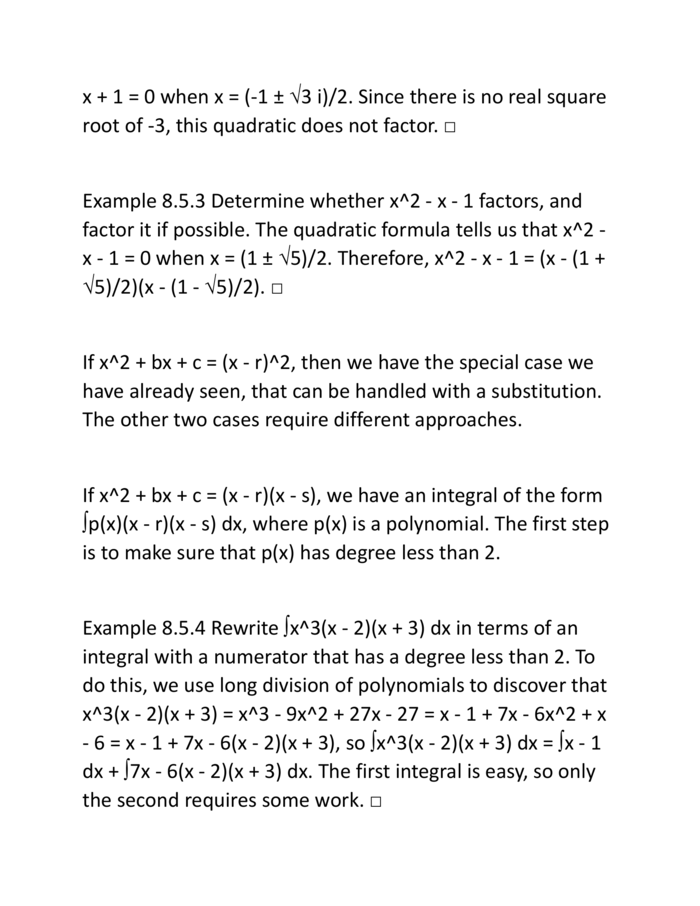 x + 1 = 0 when x = (-1 ± √3 i)/2. Since there is no real square
root of -3, this quadratic does not factor. □
Example 8.5.3 Determine whether x^2 - x - 1 factors, and
factor it if possible. The quadratic formula tells us that x^2 -
x - 1 = 0 when x = (1 ± √5)/2. Therefore, x^2 - x - 1 = (x - (1 +
√5)/2)(x - (1 - √5)/2). □
If x^2 + bx + c = (x - r)^2, then we have the special case we
have already seen, that can be handled with a substitution.
The other two cases require different approaches.
If x^2 + bx + c = (x - r)(x - s), we have an integral of the form
∫p(x)(x - r)(x - s) dx, where p(x) is a polynomial. The first step
is to make sure that p(x) has degree less than 2.
Example 8.5.4 Rewrite ∫x^3(x - 2)(x + 3) dx in terms of an
integral with a numerator that has a degree less than 2. To
do this, we use long division of polynomials to discover that
x^3(x - 2)(x + 3) = x^3 - 9x^2 + 27x - 27 = x - 1 + 7x - 6x^2 + x
- 6 = x - 1 + 7x - 6(x - 2)(x + 3), so ∫x^3(x - 2)(x + 3) dx = ∫x - 1
dx + ∫7x - 6(x - 2)(x + 3) dx. The first integral is easy, so only
the second requires some work. □